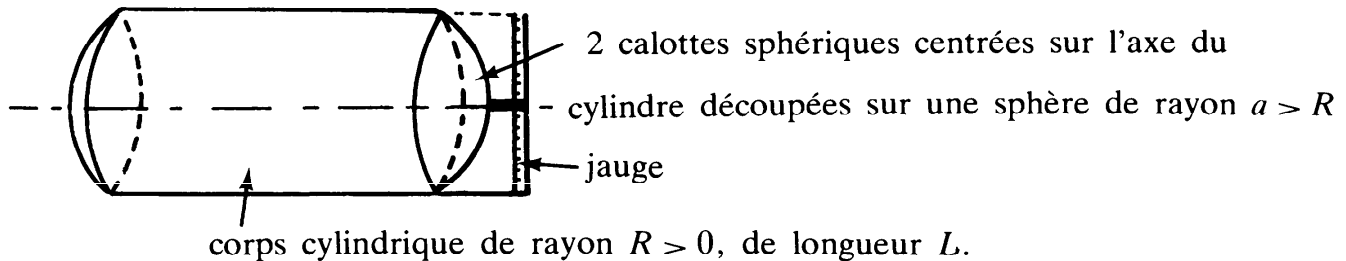 2 calottes sphériques centrées sur l'axe du
cylindre découpées sur une sphère de rayon a > R
jauge
corps cylindrique de rayon R > 0, de longueur L.